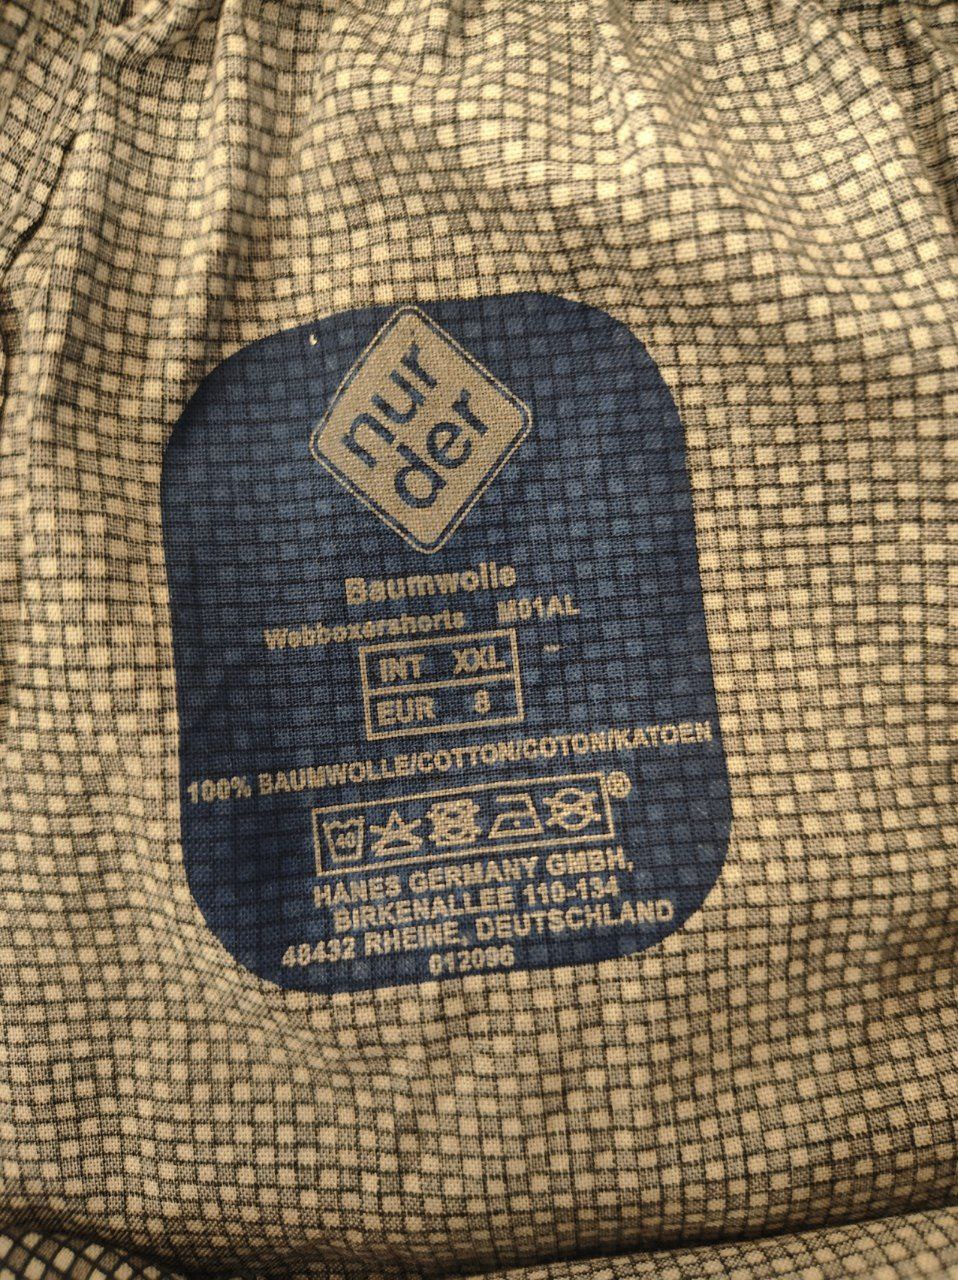 nur
der
Baumwolle
Webboxershorts M01AL
INT XXL
EUR 8
100% BAUMWOLLE/COTTON/COTON/KATOEN
40
®
HANES GERMANY GMBH,
BIRKENALLEE 110-134
48432 RHEINE, DEUTSCHLAND
012096